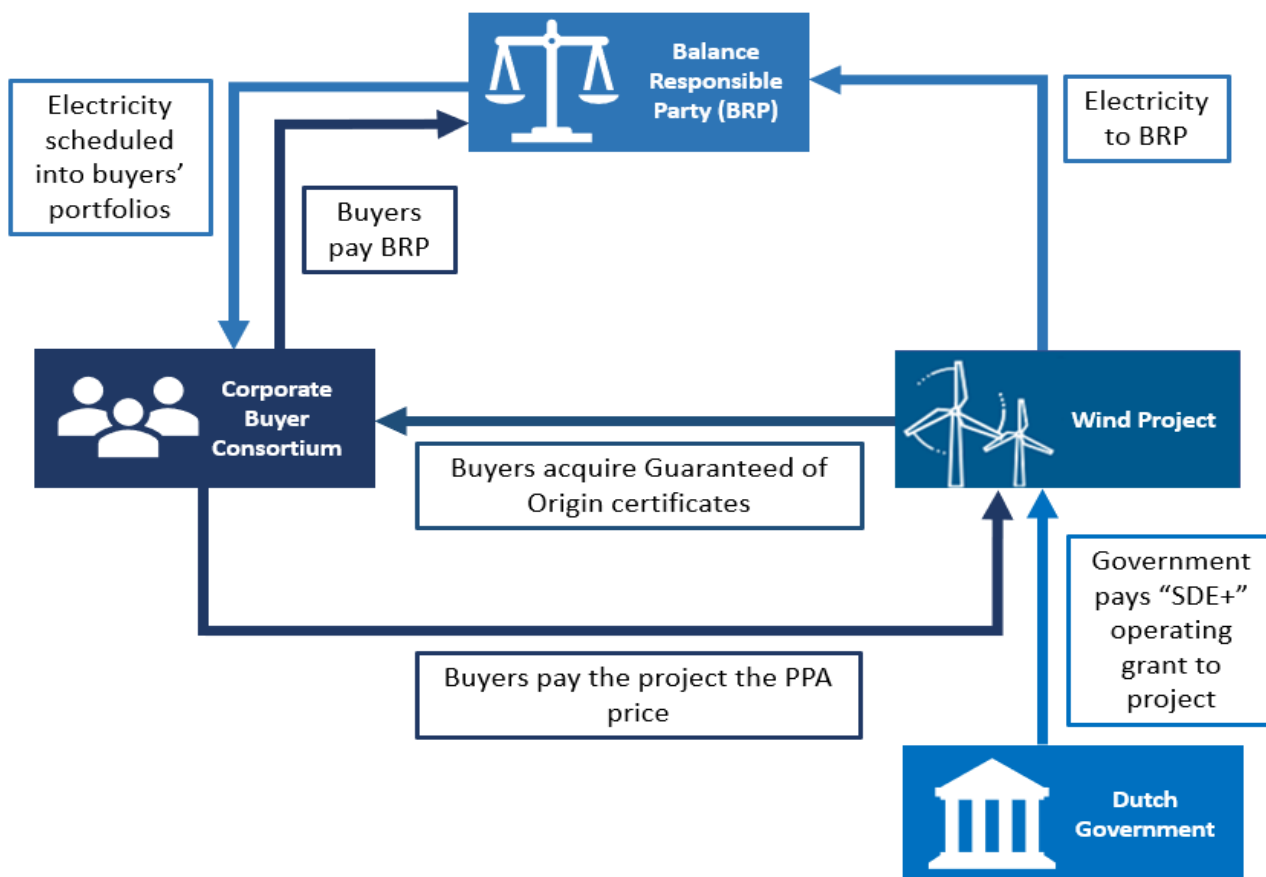 Balance
Responsible
Party (BRP)
Electricity
scheduled
into buyers’
portfolios
Electricity
to BRP
Buyers
pay BRP
Corporate
Buyer
Consortium
Wind Project
Buyers acquire Guaranteed of
Origin certificates
Government
pays “SDE+”
operating
grant to
project
Buyers pay the project the PPA
price
Dutch
Government